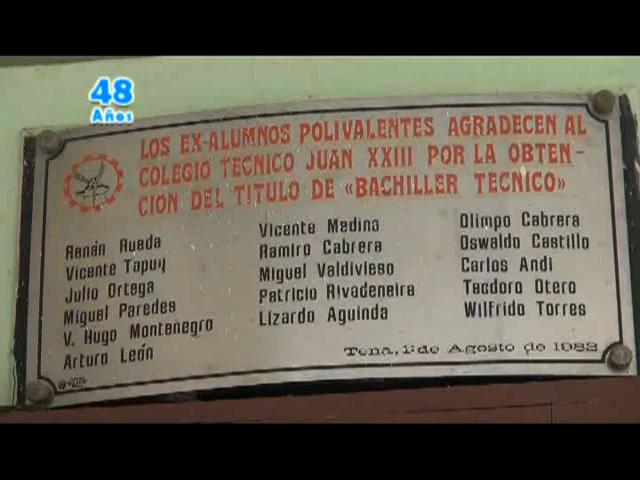 48
Años
LOS EX-ALUMNOS POLIVALENTES AGRADECEN AL
COLEGIO TECNICO JUAN XXIII POR LA OBTEN-
CION DEL TITULO DE «BACHILLER TECNICO»
Renán Rueda
Vicente Tapuy
Julio Ortega
Miguel Paredes
V. Hugo Montenegro
Arturo León
Vicente Medina
Ramiro Cabrera
Miguel Valdivieso
Patricio Rivadeneira
Lizardo Aguinda
Olimpo Cabrera
Oswaldo Castillo
Carlos Andi
Teodoro Otero
Wilfrido Torres
Tena, 1º de Agosto de 1982